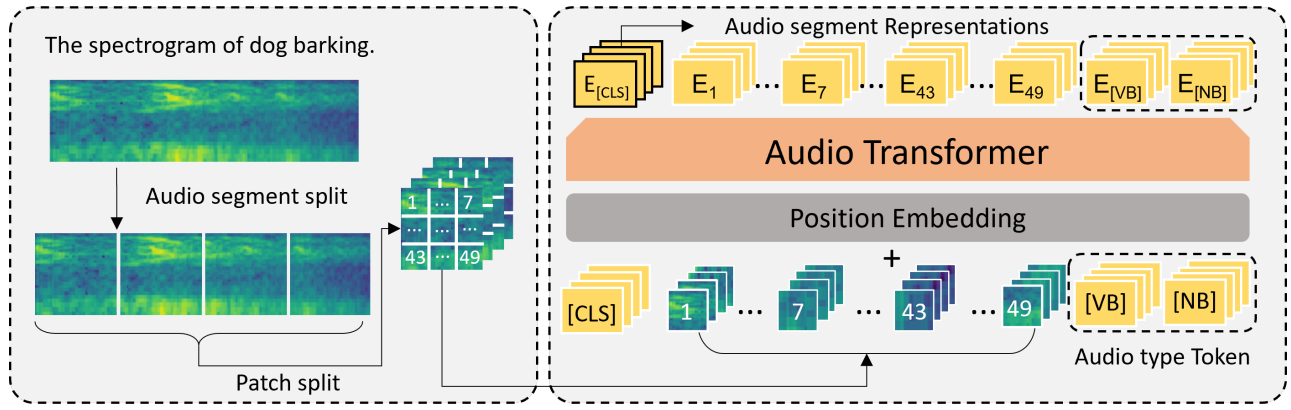 The spectrogram of dog barking.
Audio segment split
1 ... 7
... ... ...
43 ... 49
Patch split
Audio segment Representations
E[CLS] E1 ... E7 ... E43 ... E49 E[VB] E[NB]
Audio Transformer
Position Embedding
+
[CLS] 1 ... 7 ... 43 ... 49 [VB] [NB]
Audio type Token